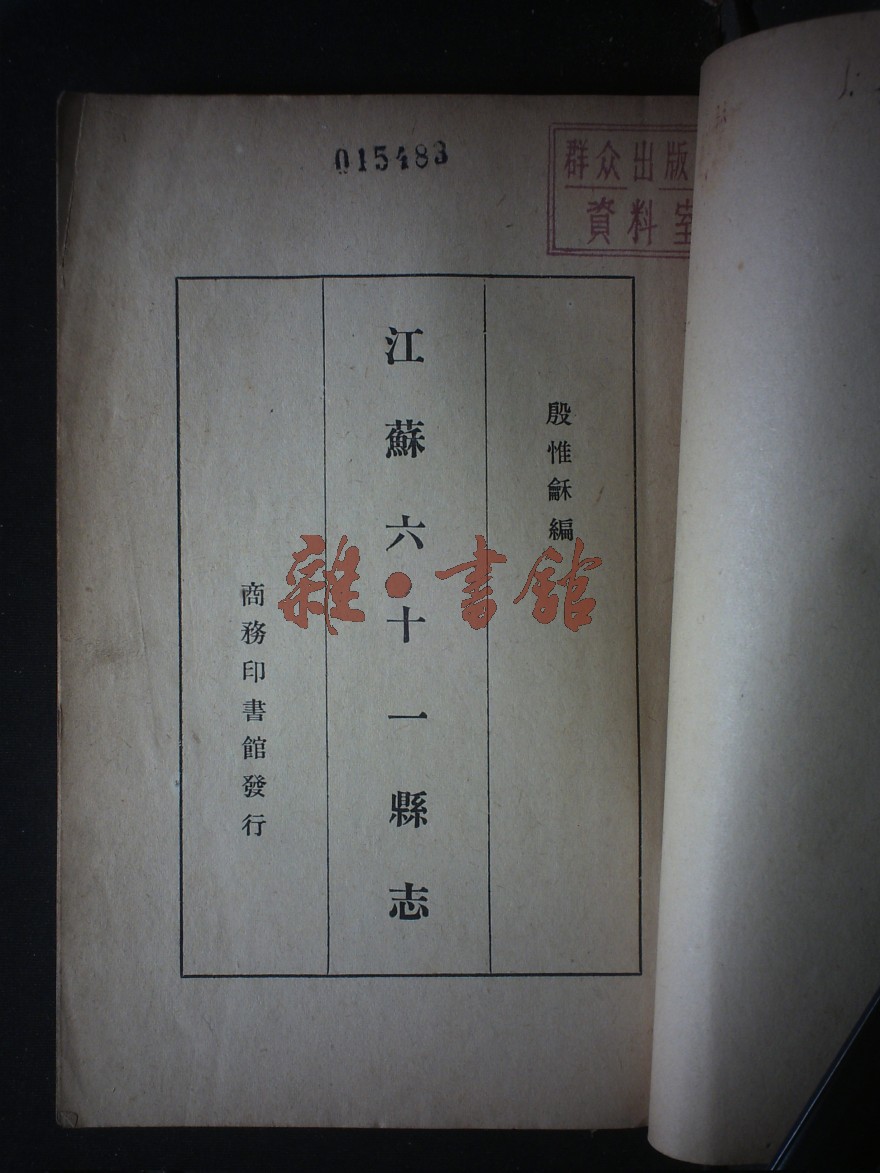 015483
群众出版
資料室
殷惟龢編
江蘇六十一縣志
商務印書館發行
雜·書館